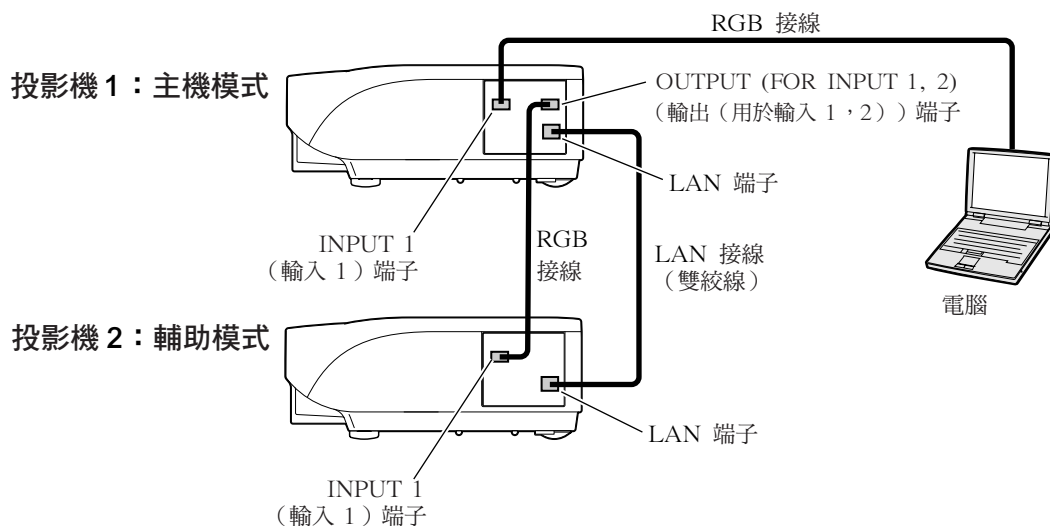 RGB 接線
投影機 1：主機模式
OUTPUT (FOR INPUT 1, 2)
（輸出（用於輸入 1，2））端子
LAN 端子
INPUT 1
（輸入 1）端子
RGB
接線
LAN 接線
（雙絞線）
電腦
投影機 2：輔助模式
LAN 端子
INPUT 1
（輸入 1）端子